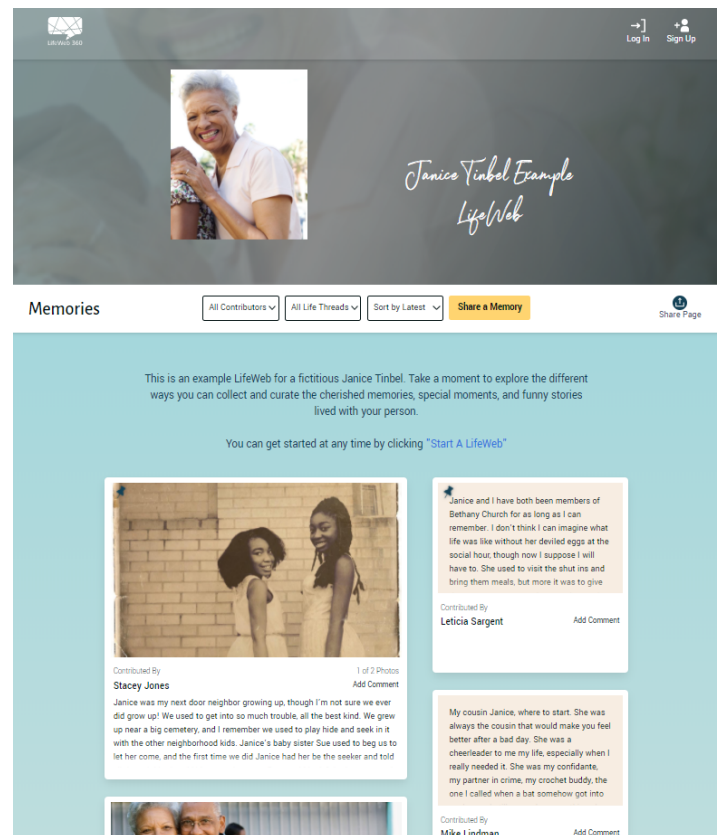 LifeWeb 360
Log In
Sign Up
Janice Tinbel Example
LifeWeb
Memories
All Contributors
All Life Threads
Sort by Latest
Share a Memory
Share Page
This is an example LifeWeb for a fictitious Janice Tinbel. Take a moment to explore the different
ways you can collect and curate the cherished memories, special moments, and funny stories
lived with your person.
You can get started at any time by clicking "Start A LifeWeb"
Contributed By
1 of 2 Photos
Stacey Jones
Add Comment
Janice was my next door neighbor growing up, though I'm not sure we ever
did grow up! We used to get into so much trouble, all the best kind. We grew
up near a big cemetery, and I remember we used to play hide and seek in it
with the other neighborhood kids. Janice's baby sister Sue used to beg us to
let her come, and the first time we did Janice had her be the seeker and told
Janice and I have both been members of
Bethany Church for as long as I can
remember. I don't think I can imagine what
life was like without her deviled eggs at the
social hour, though now I suppose I will
have to. She used to visit the shut ins and
bring them meals, but more it was to give
Contributed By
Leticia Sargent
Add Comment
My cousin Janice, where to start. She was
always the cousin that would make you feel
better after a bad day. She was a
cheerleader to me my life, especially when I
really needed it. She was my confidante,
my partner in crime, my crochet buddy, the
one I called when a bat somehow got into
Contributed By
Mike Lindman
Add Comment